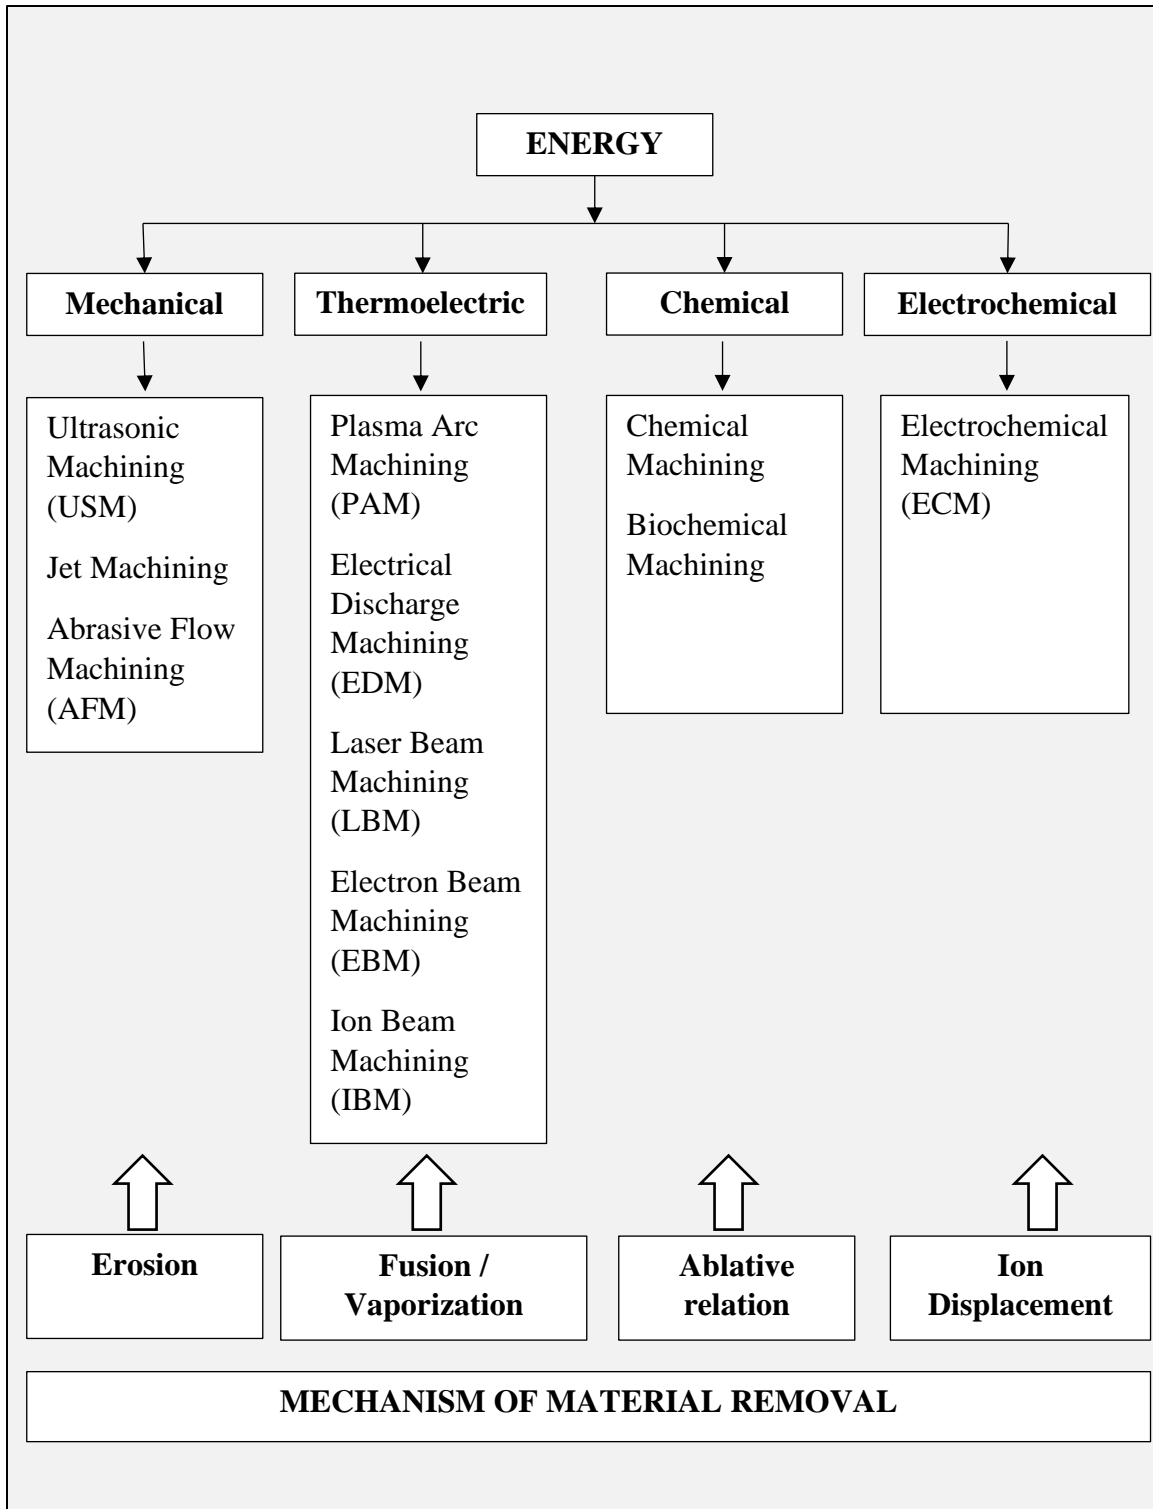 ENERGY
Mechanical
Thermoelectric
Chemical
Electrochemical
Ultrasonic
Machining
(USM)
Jet Machining
Abrasive Flow
Machining
(AFM)
Plasma Arc
Machining
(PAM)
Electrical
Discharge
Machining
(EDM)
Laser Beam
Machining
(LBM)
Electron Beam
Machining
(EBM)
Ion Beam
Machining
(IBM)
Chemical
Machining
Biochemical
Machining
Electrochemical
Machining
(ECM)
Erosion
Fusion /
Vaporization
Ablative
relation
Ion
Displacement
MECHANISM OF MATERIAL REMOVAL